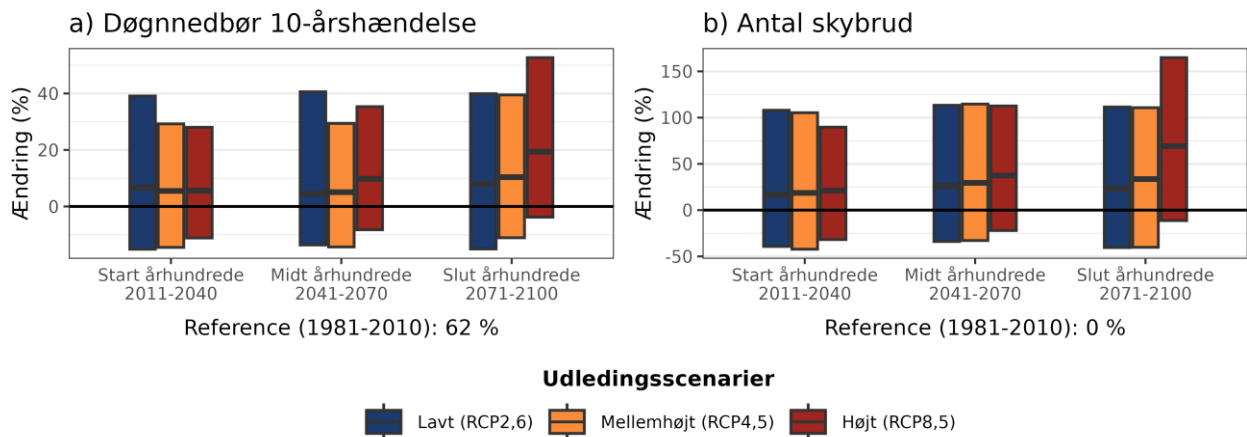 a) Døgnnedbør 10-årshændelse
b) Antal skybrud
Ændring (%)
40
20
0
Start århundrede
2011-2040
Midt århundrede
2041-2070
Slut århundrede
2071-2100
Reference (1981-2010): 62 %
Ændring (%)
150
100
50
0
-50
Start århundrede
2011-2040
Midt århundrede
2041-2070
Slut århundrede
2071-2100
Reference (1981-2010): 0 %
Udledingsscenarier
Lavt (RCP2,6)
Mellemhøjt (RCP4,5)
Højt (RCP8,5)